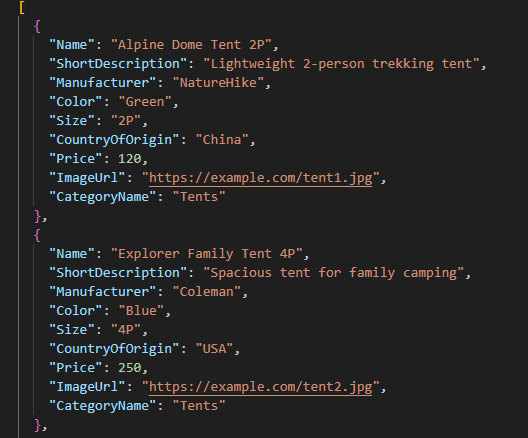 [
{
"Name": "Alpine Dome Tent 2P",
"ShortDescription": "Lightweight 2-person trekking tent",
"Manufacturer": "NatureHike",
"Color": "Green",
"Size": "2P",
"CountryOfOrigin": "China",
"Price": 120,
"ImageUrl": "https://example.com/tent1.jpg",
"CategoryName": "Tents"
},
{
"Name": "Explorer Family Tent 4P",
"ShortDescription": "Spacious tent for family camping",
"Manufacturer": "Coleman",
"Color": "Blue",
"Size": "4P",
"CountryOfOrigin": "USA",
"Price": 250,
"ImageUrl": "https://example.com/tent2.jpg",
"CategoryName": "Tents"
},